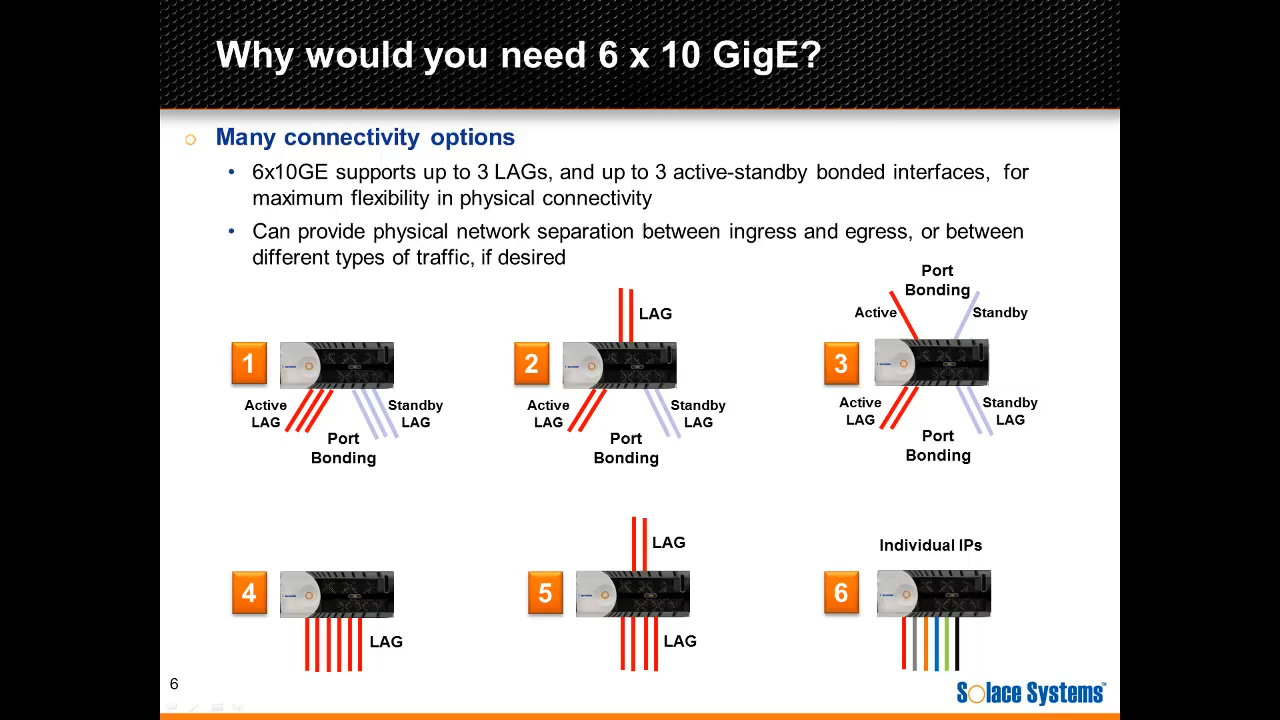 Why would you need 6 x 10 GigE?
Many connectivity options
• 6x10GE supports up to 3 LAGs, and up to 3 active-standby bonded interfaces, for
maximum flexibility in physical connectivity
• Can provide physical network separation between ingress and egress, or between
different types of traffic, if desired
1
Active
LAG
Standby
LAG
Port
Bonding
2
LAG
Active
LAG
Standby
LAG
Port
Bonding
3
Port
Bonding
Active
Standby
Active
LAG
Standby
LAG
Port
Bonding
4
LAG
5
LAG
LAG
6
Individual IPs
6
Solace Systems™